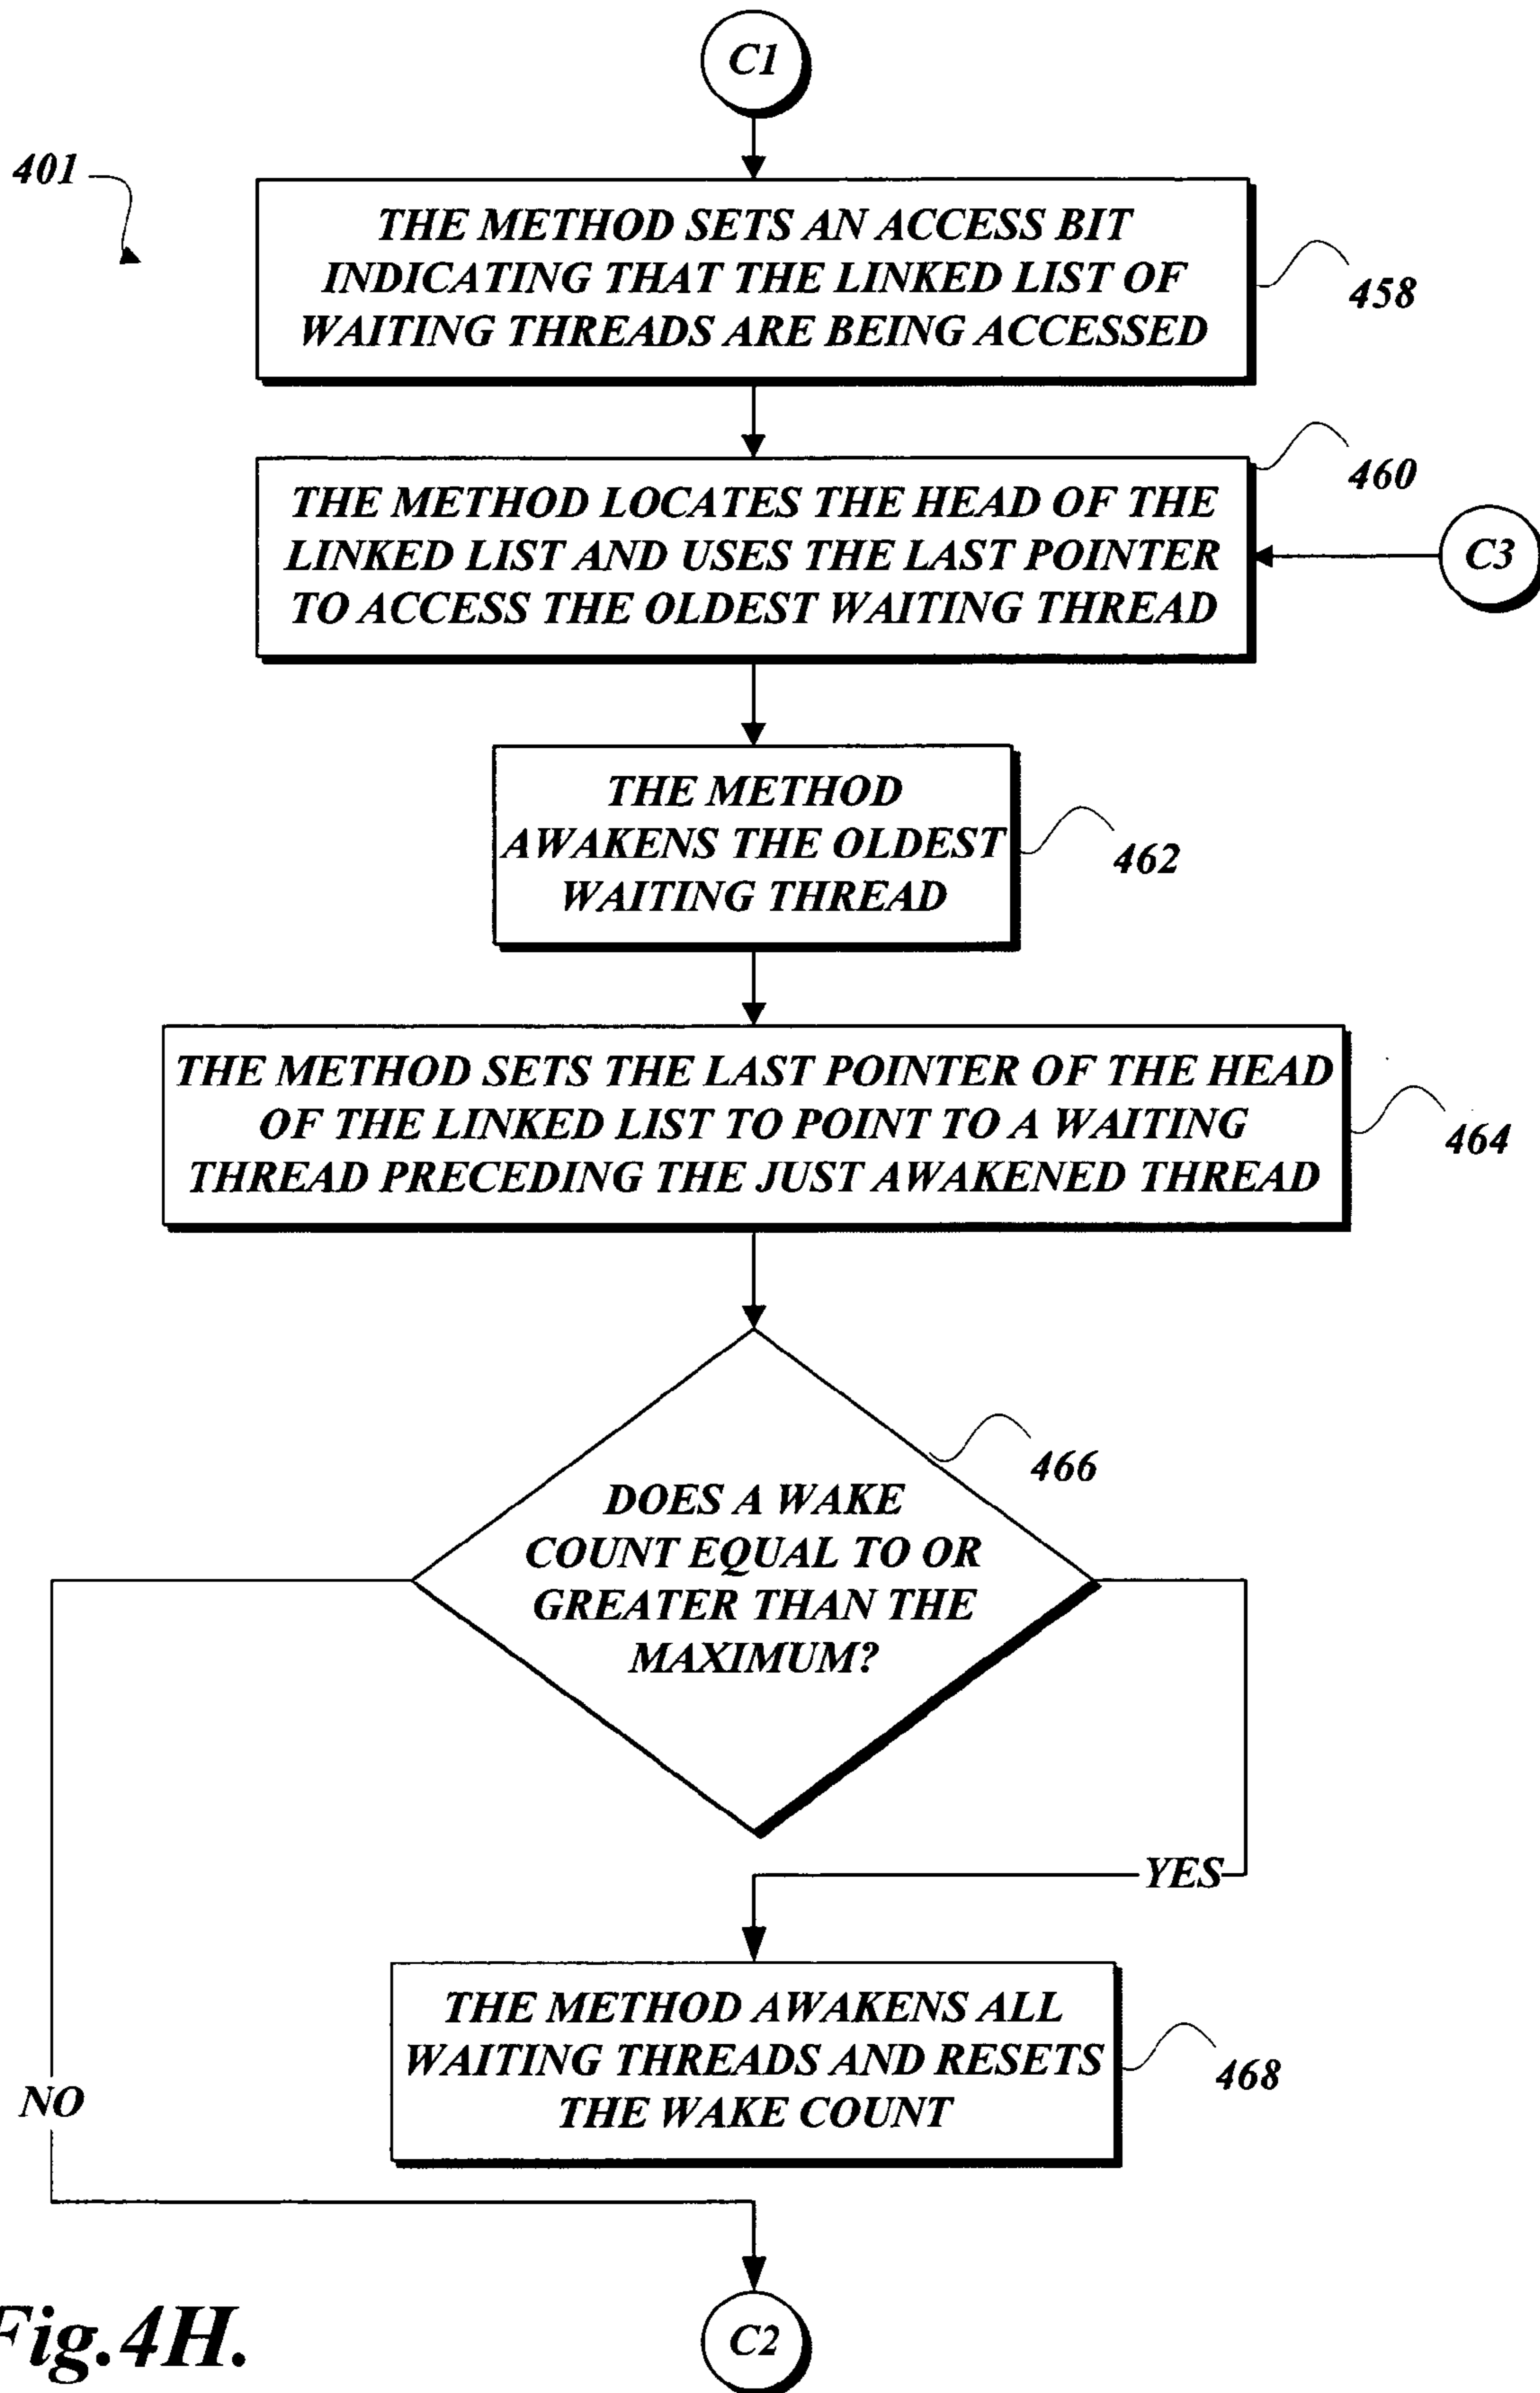 C1
401
THE METHOD SETS AN ACCESS BIT
INDICATING THAT THE LINKED LIST OF
WAITING THREADS ARE BEING ACCESSED
458
460
THE METHOD LOCATES THE HEAD OF THE
LINKED LIST AND USES THE LAST POINTER
TO ACCESS THE OLDEST WAITING THREAD
C3
THE METHOD
AWAKENS THE OLDEST
WAITING THREAD
462
THE METHOD SETS THE LAST POINTER OF THE HEAD
OF THE LINKED LIST TO POINT TO A WAITING
THREAD PRECEDING THE JUST AWAKENED THREAD
464
466
DOES A WAKE
COUNT EQUAL TO OR
GREATER THAN THE
MAXIMUM?
YES
THE METHOD AWAKENS ALL
WAITING THREADS AND RESETS
THE WAKE COUNT
468
NO
C2
Fig.4H.